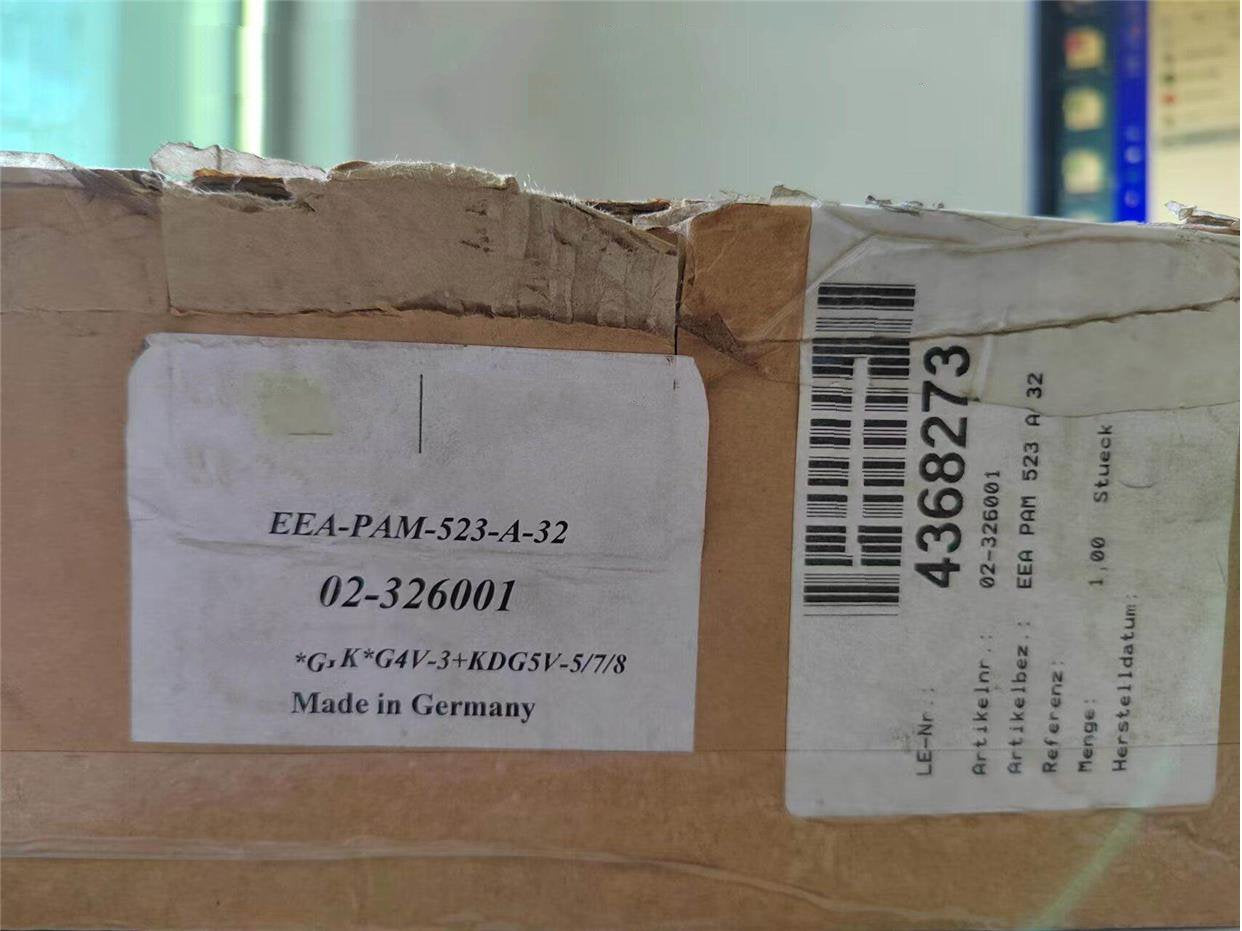 EEA-PAM-523-A-32
02-326001
*G,K*G4V-3+KDG5V-5/7/8
Made in Germany
LE-Nr.: 4368273
Artikelnr.: 02-326001
Artikelbez.: EEA PAM 523 A 32
Referenz:
Menge: 1,00 Stueck
Herstelldatum: